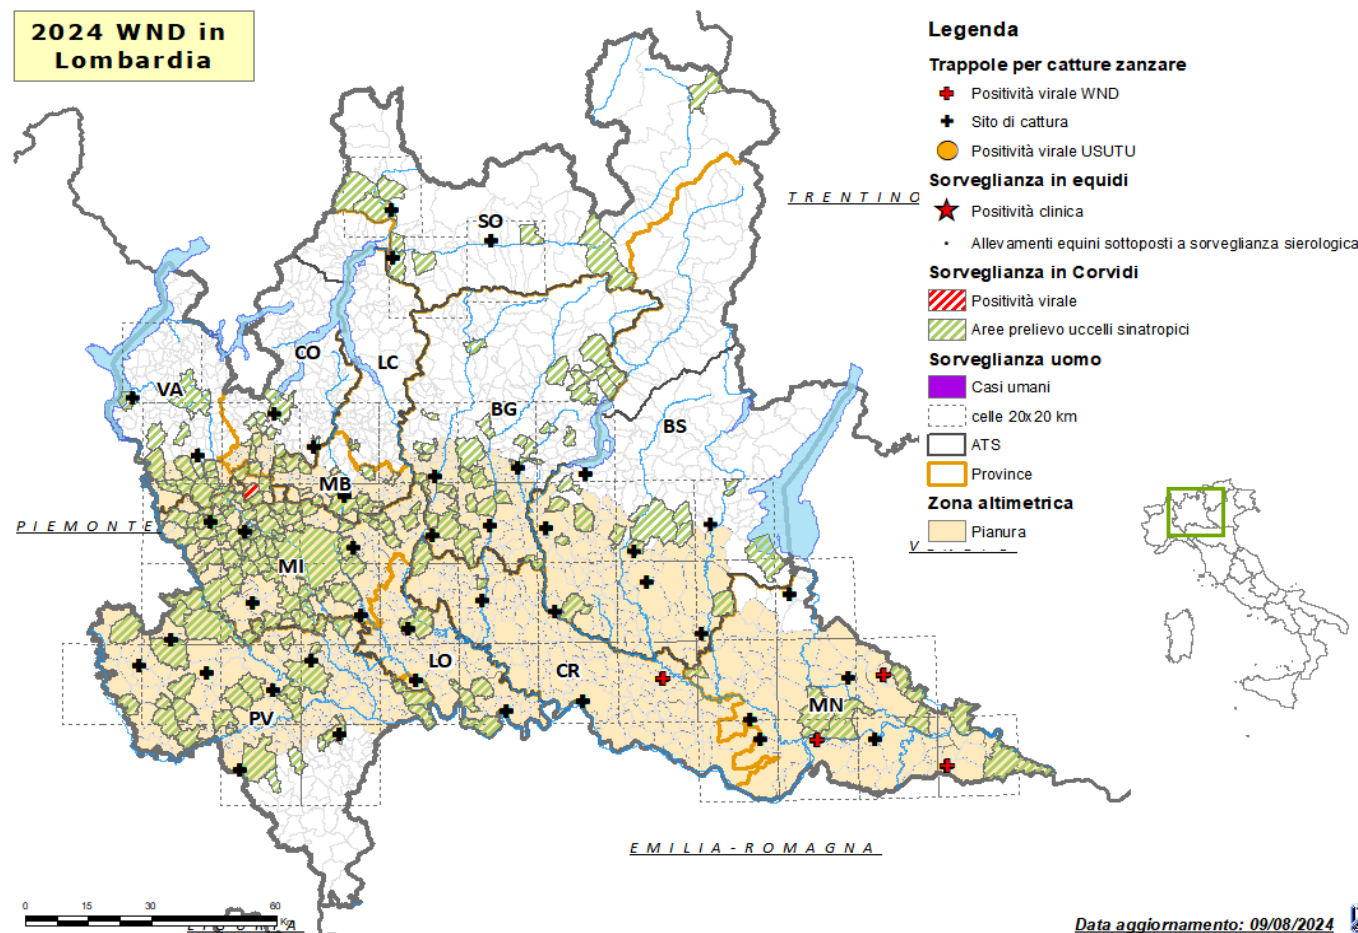 2024 WND in
Lombardia
Legenda
Trappole per catture zanzare
Positività virale WND
Sito di cattura
Positività virale USUTU
Sorveglianza in equidi
Positività clinica
Allevamenti equini sottoposti a sorveglianza sierologica
Sorveglianza in Corvidi
Positività virale
Aree prelievo uccelli sinatropici
Sorveglianza uomo
Casi umani
celle 20x20 km
ATS
Province
Zona altimetrica
Pianura
TRENTINO
SO
CO
LC
VA
BG
BS
MB
PIEMONTE
MI
LO
CR
MN
PV
EMILIA-ROMAGNA
0 15 30 60
Km
Data aggiornamento: 09/08/2024